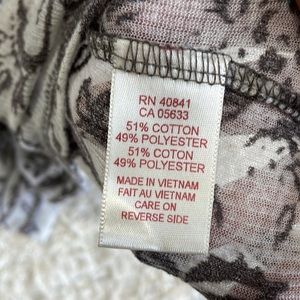 RN 40841
CA 05633
51% COTTON
49% POLYESTER
51% COTON
49% POLYESTER
MADE IN VIETNAM
FAIT AU VIETNAM
CARE ON
REVERSE SIDE